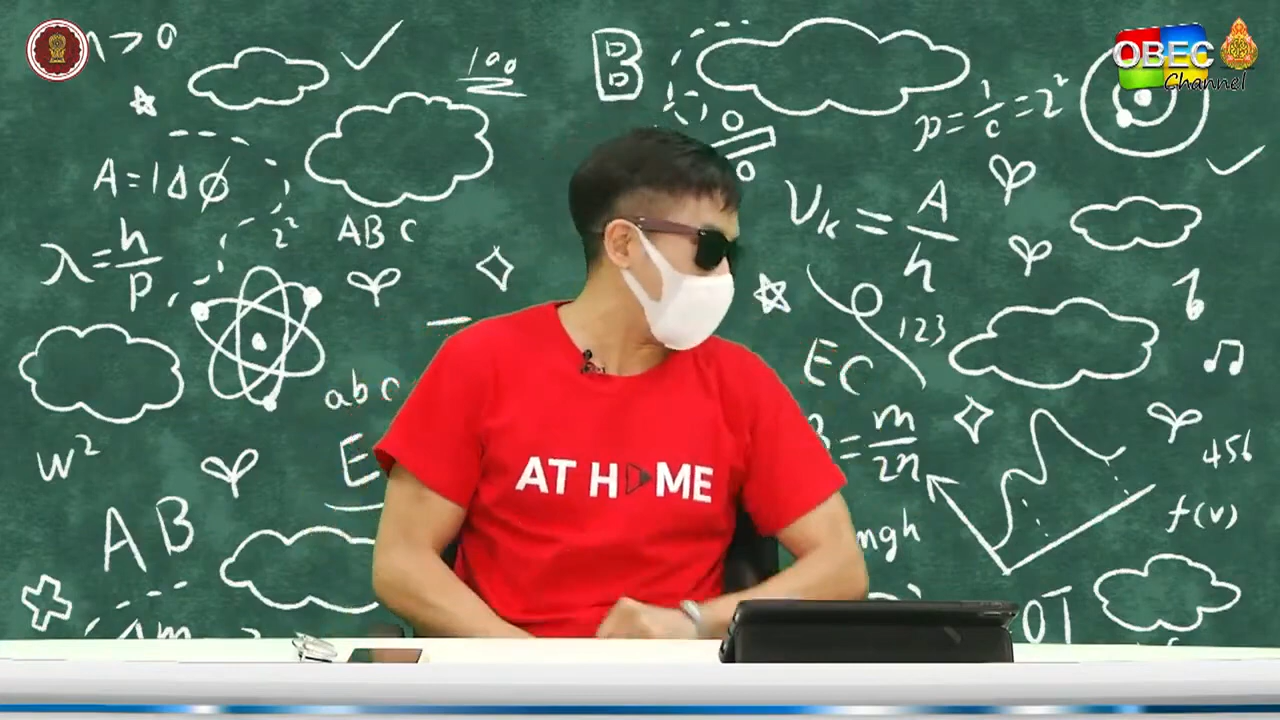 n > 0
100
B
OBEC
Channel
%
p = 1/c = 2²
A = 1Δφ
2²
ABC
V_k = A/h
λ = h/p
123
EC
abc
= m/2n
W²
E
456
AT HOME
f(v)
AB
mgh